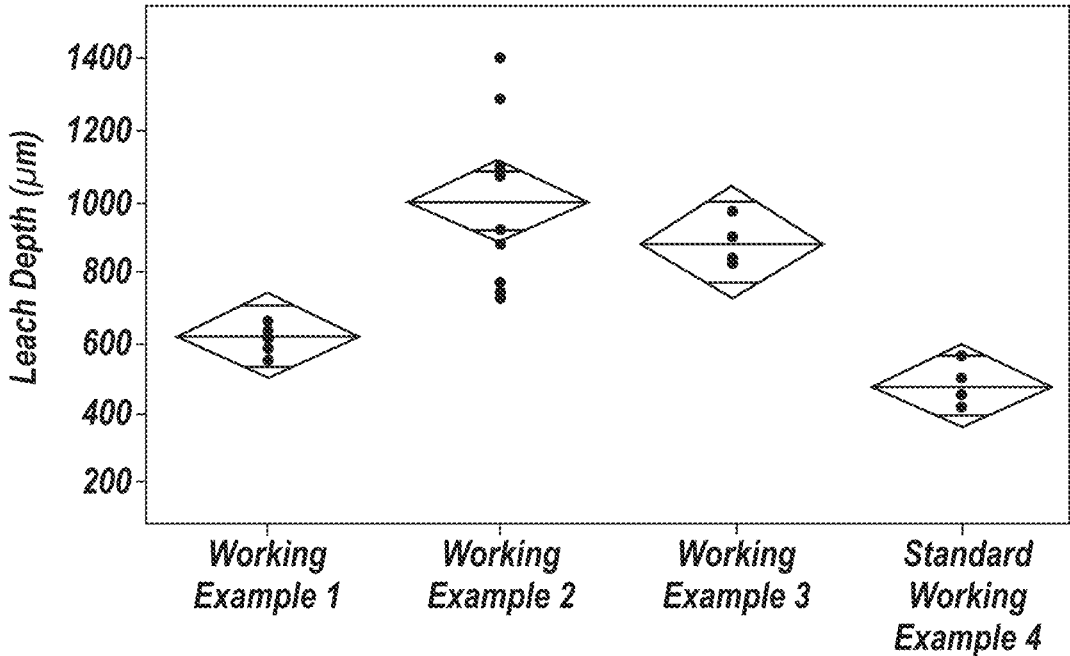 Leach Depth (μm)
1400
1200
1000
800
600
400
200
Working
Example 1
Working
Example 2
Working
Example 3
Standard
Working
Example 4